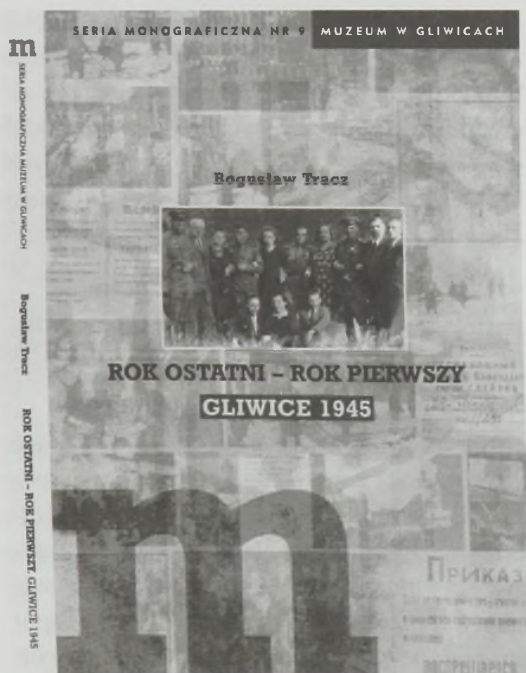 m
SERIA MONOGRAFICZNA MUZEUM W GLIWICACH
Bogusław Tracz
ROK OSTATNI – ROK PIERWSZY. GLIWICE 1945
SERIA MONOGRAFICZNA NR 9
MUZEUM W GLIWICACH
Bogusław Tracz
ROK OSTATNI – ROK PIERWSZY
GLIWICE 1945
m
ПРИКАЗ